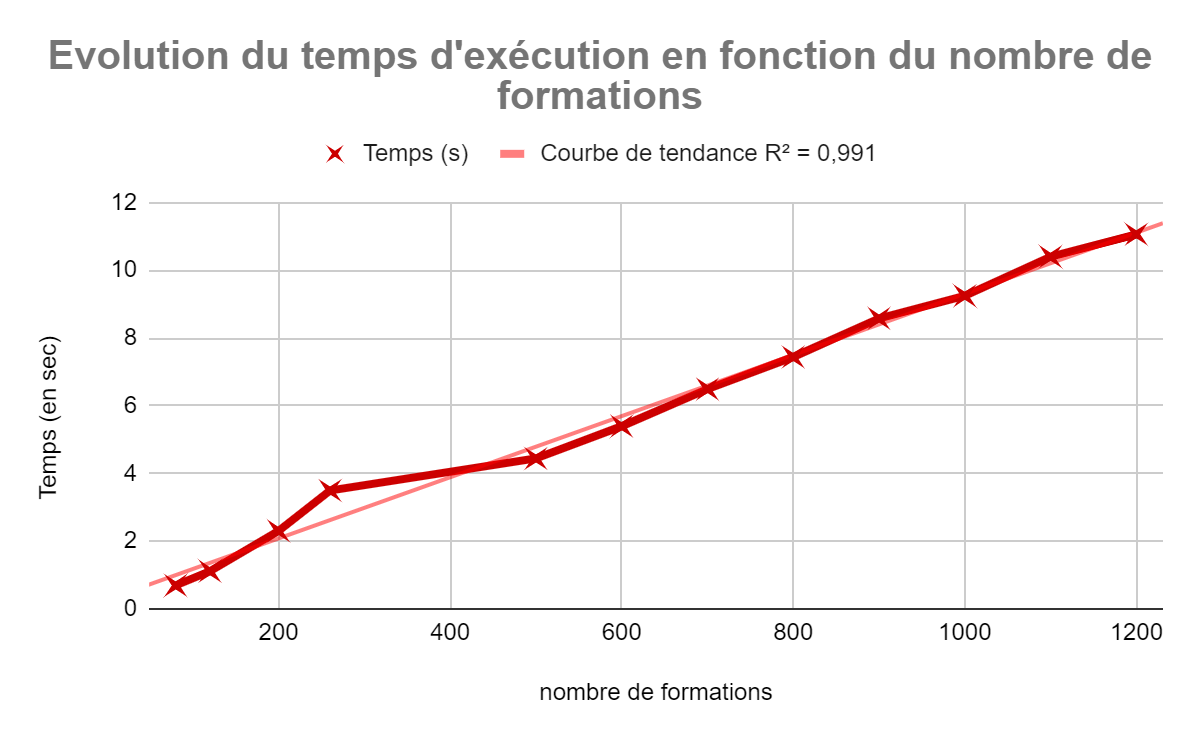 Evolution du temps d'exécution en fonction du nombre de
formations
Temps (s) Courbe de tendance R² = 0,991
12
10
8
6
4
2
0
Temps (en sec)
200 400 600 800 1000 1200
nombre de formations